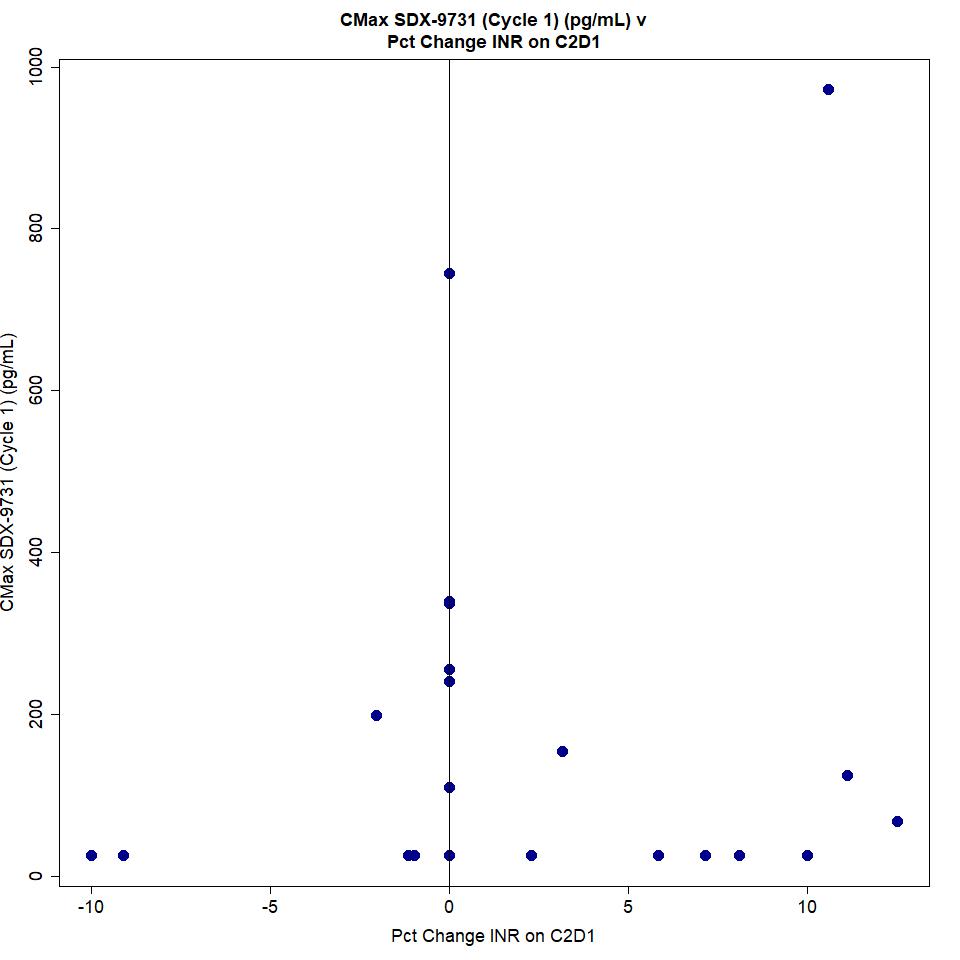 CMax SDX-9731 (Cycle 1) (pg/mL) v
Pct Change INR on C2D1
1000
800
600
400
200
0
CMax SDX-9731 (Cycle 1) (pg/mL)
-10
-5
0
5
10
Pct Change INR on C2D1